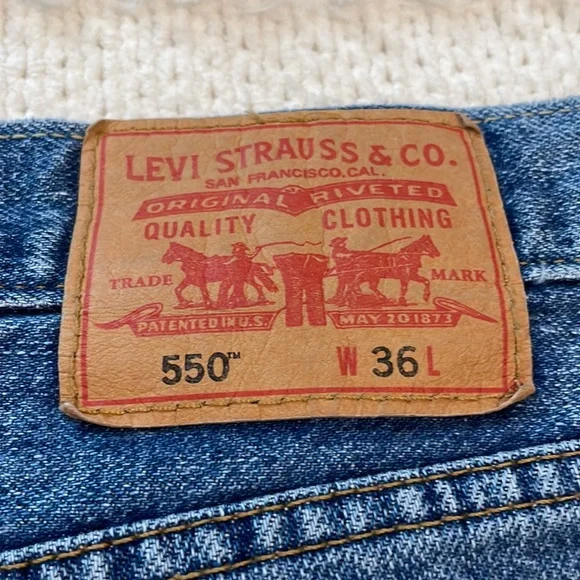 LEVI STRAUSS & CO.
SAN FRANCISCO, CAL.
ORIGINAL RIVETED
QUALITY CLOTHING
TRADE MARK
PATENTED IN U.S. MAY 20 1873
550™ W 36 L